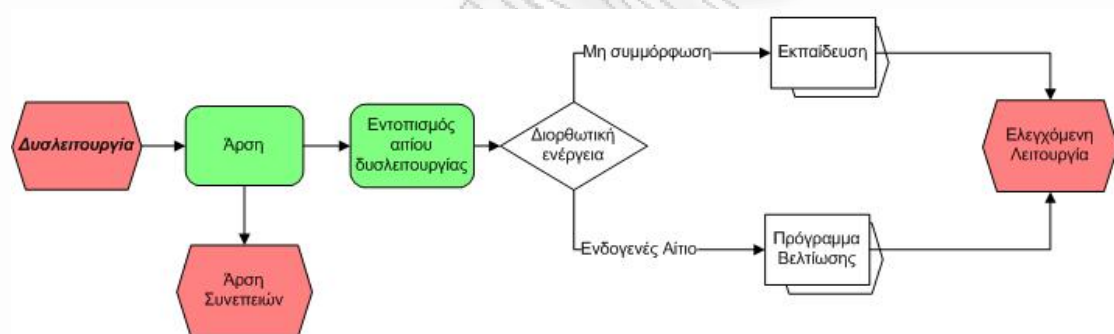 Δυσλειτουργία
Άρση
Εντοπισμός
αιτίου
δυσλειτουργίας
Διορθωτική
ενέργεια
Μη συμμόρφωση
Εκπαίδευση
Ενδογενές Αίτιο
Πρόγραμμα
Βελτίωσης
Ελεγχόμενη
Λειτουργία
Άρση
Συνεπειών